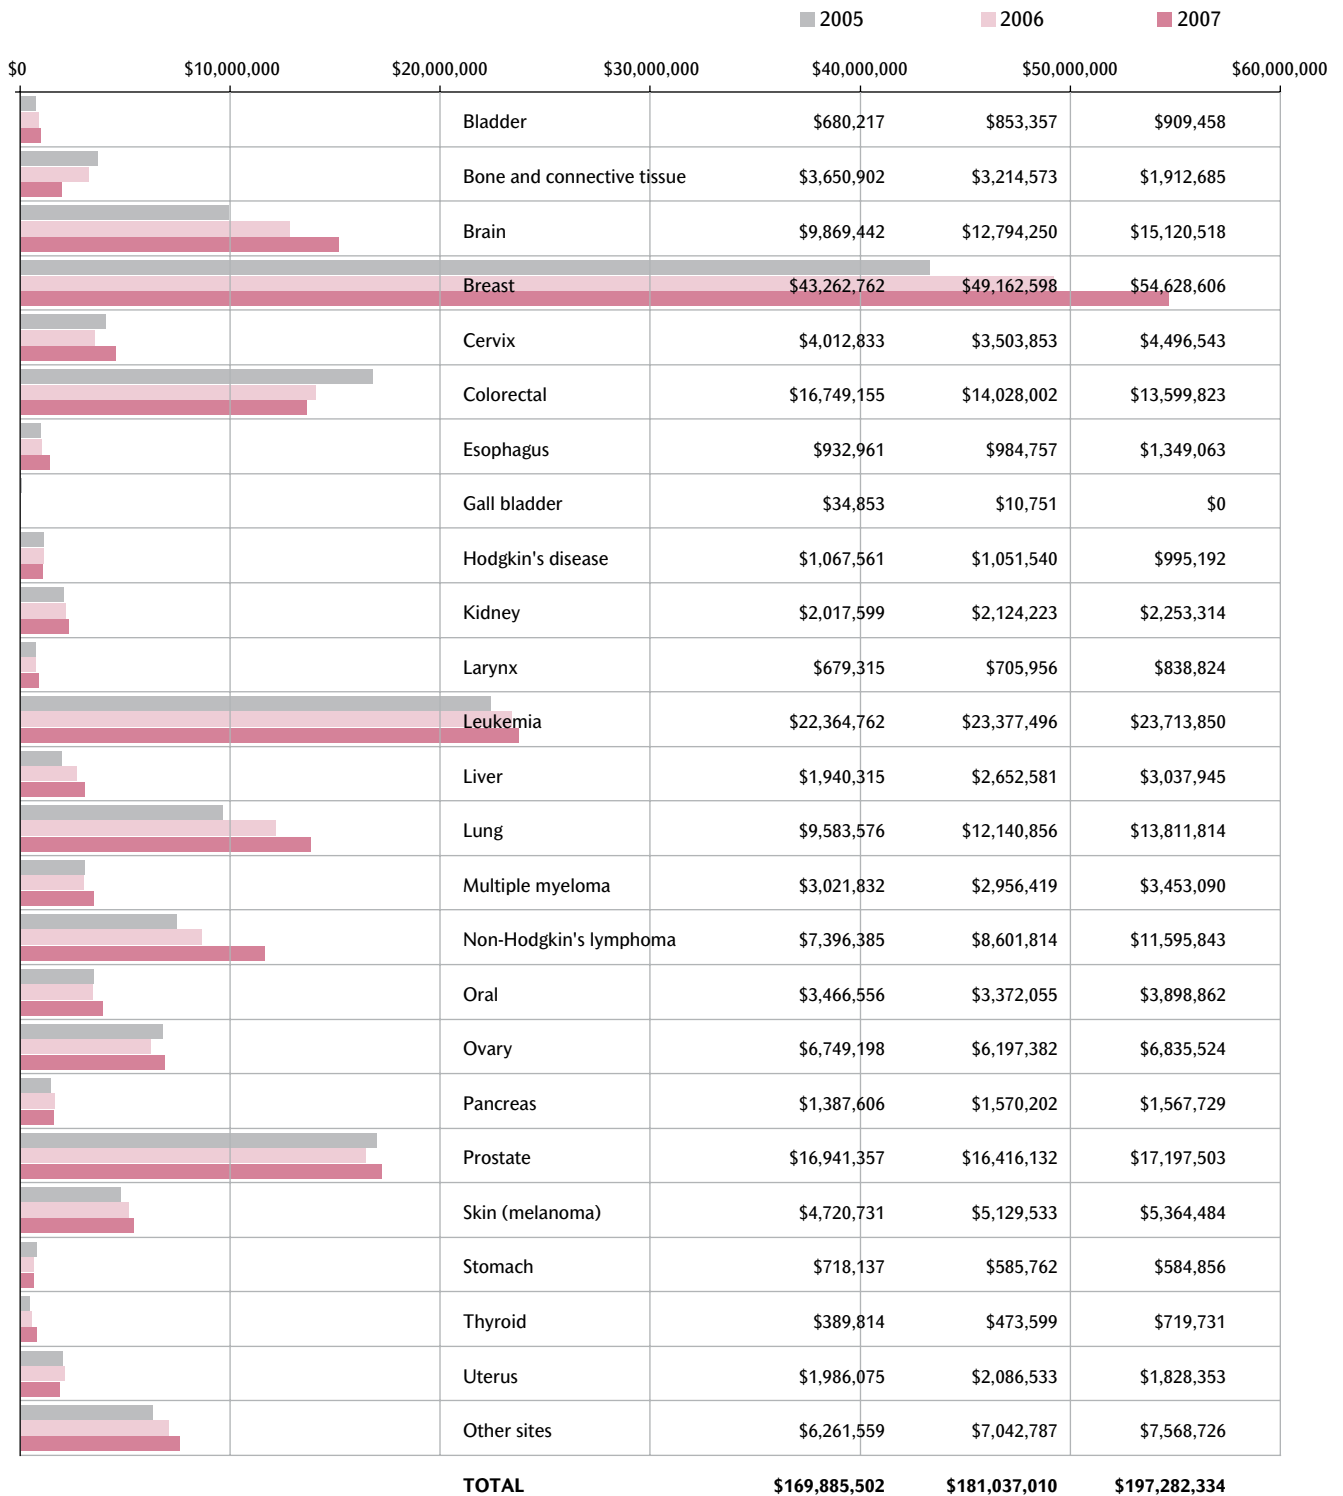 2005 2006 2007
$0 $10,000,000 $20,000,000 $30,000,000 $40,000,000 $50,000,000 $60,000,000
Bladder $680,217 $853,357 $909,458
Bone and connective tissue $3,650,902 $3,214,573 $1,912,685
Brain $9,869,442 $12,794,250 $15,120,518
Breast $43,262,762 $49,162,598 $54,628,606
Cervix $4,012,833 $3,503,853 $4,496,543
Colorectal $16,749,155 $14,028,002 $13,599,823
Esophagus $932,961 $984,757 $1,349,063
Gall bladder $34,853 $10,751 $0
Hodgkin's disease $1,067,561 $1,051,540 $995,192
Kidney $2,017,599 $2,124,223 $2,253,314
Larynx $679,315 $705,956 $838,824
Leukemia $22,364,762 $23,377,496 $23,713,850
Liver $1,940,315 $2,652,581 $3,037,945
Lung $9,583,576 $12,140,856 $13,811,814
Multiple myeloma $3,021,832 $2,956,419 $3,453,090
Non-Hodgkin's lymphoma $7,396,385 $8,601,814 $11,595,843
Oral $3,466,556 $3,372,055 $3,898,862
Ovary $6,749,198 $6,197,382 $6,835,524
Pancreas $1,387,606 $1,570,202 $1,567,729
Prostate $16,941,357 $16,416,132 $17,197,503
Skin (melanoma) $4,720,731 $5,129,533 $5,364,484
Stomach $718,137 $585,762 $584,856
Thyroid $389,814 $473,599 $719,731
Uterus $1,986,075 $2,086,533 $1,828,353
Other sites $6,261,559 $7,042,787 $7,568,726
TOTAL $169,885,502 $181,037,010 $197,282,334